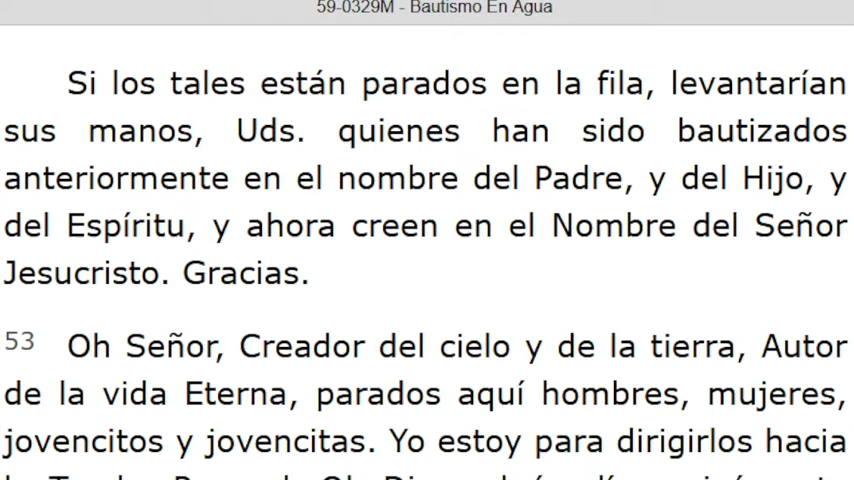 59-0329M - Bautismo En Agua
Si los tales están parados en la fila, levantarían
sus manos, Uds. quienes han sido bautizados
anteriormente en el nombre del Padre, y del Hijo, y
del Espíritu, y ahora creen en el Nombre del Señor
Jesucristo. Gracias.
53 Oh Señor, Creador del cielo y de la tierra, Autor
de la vida Eterna, parados aquí hombres, mujeres,
jovencitos y jovencitas. Yo estoy para dirigirlos hacia